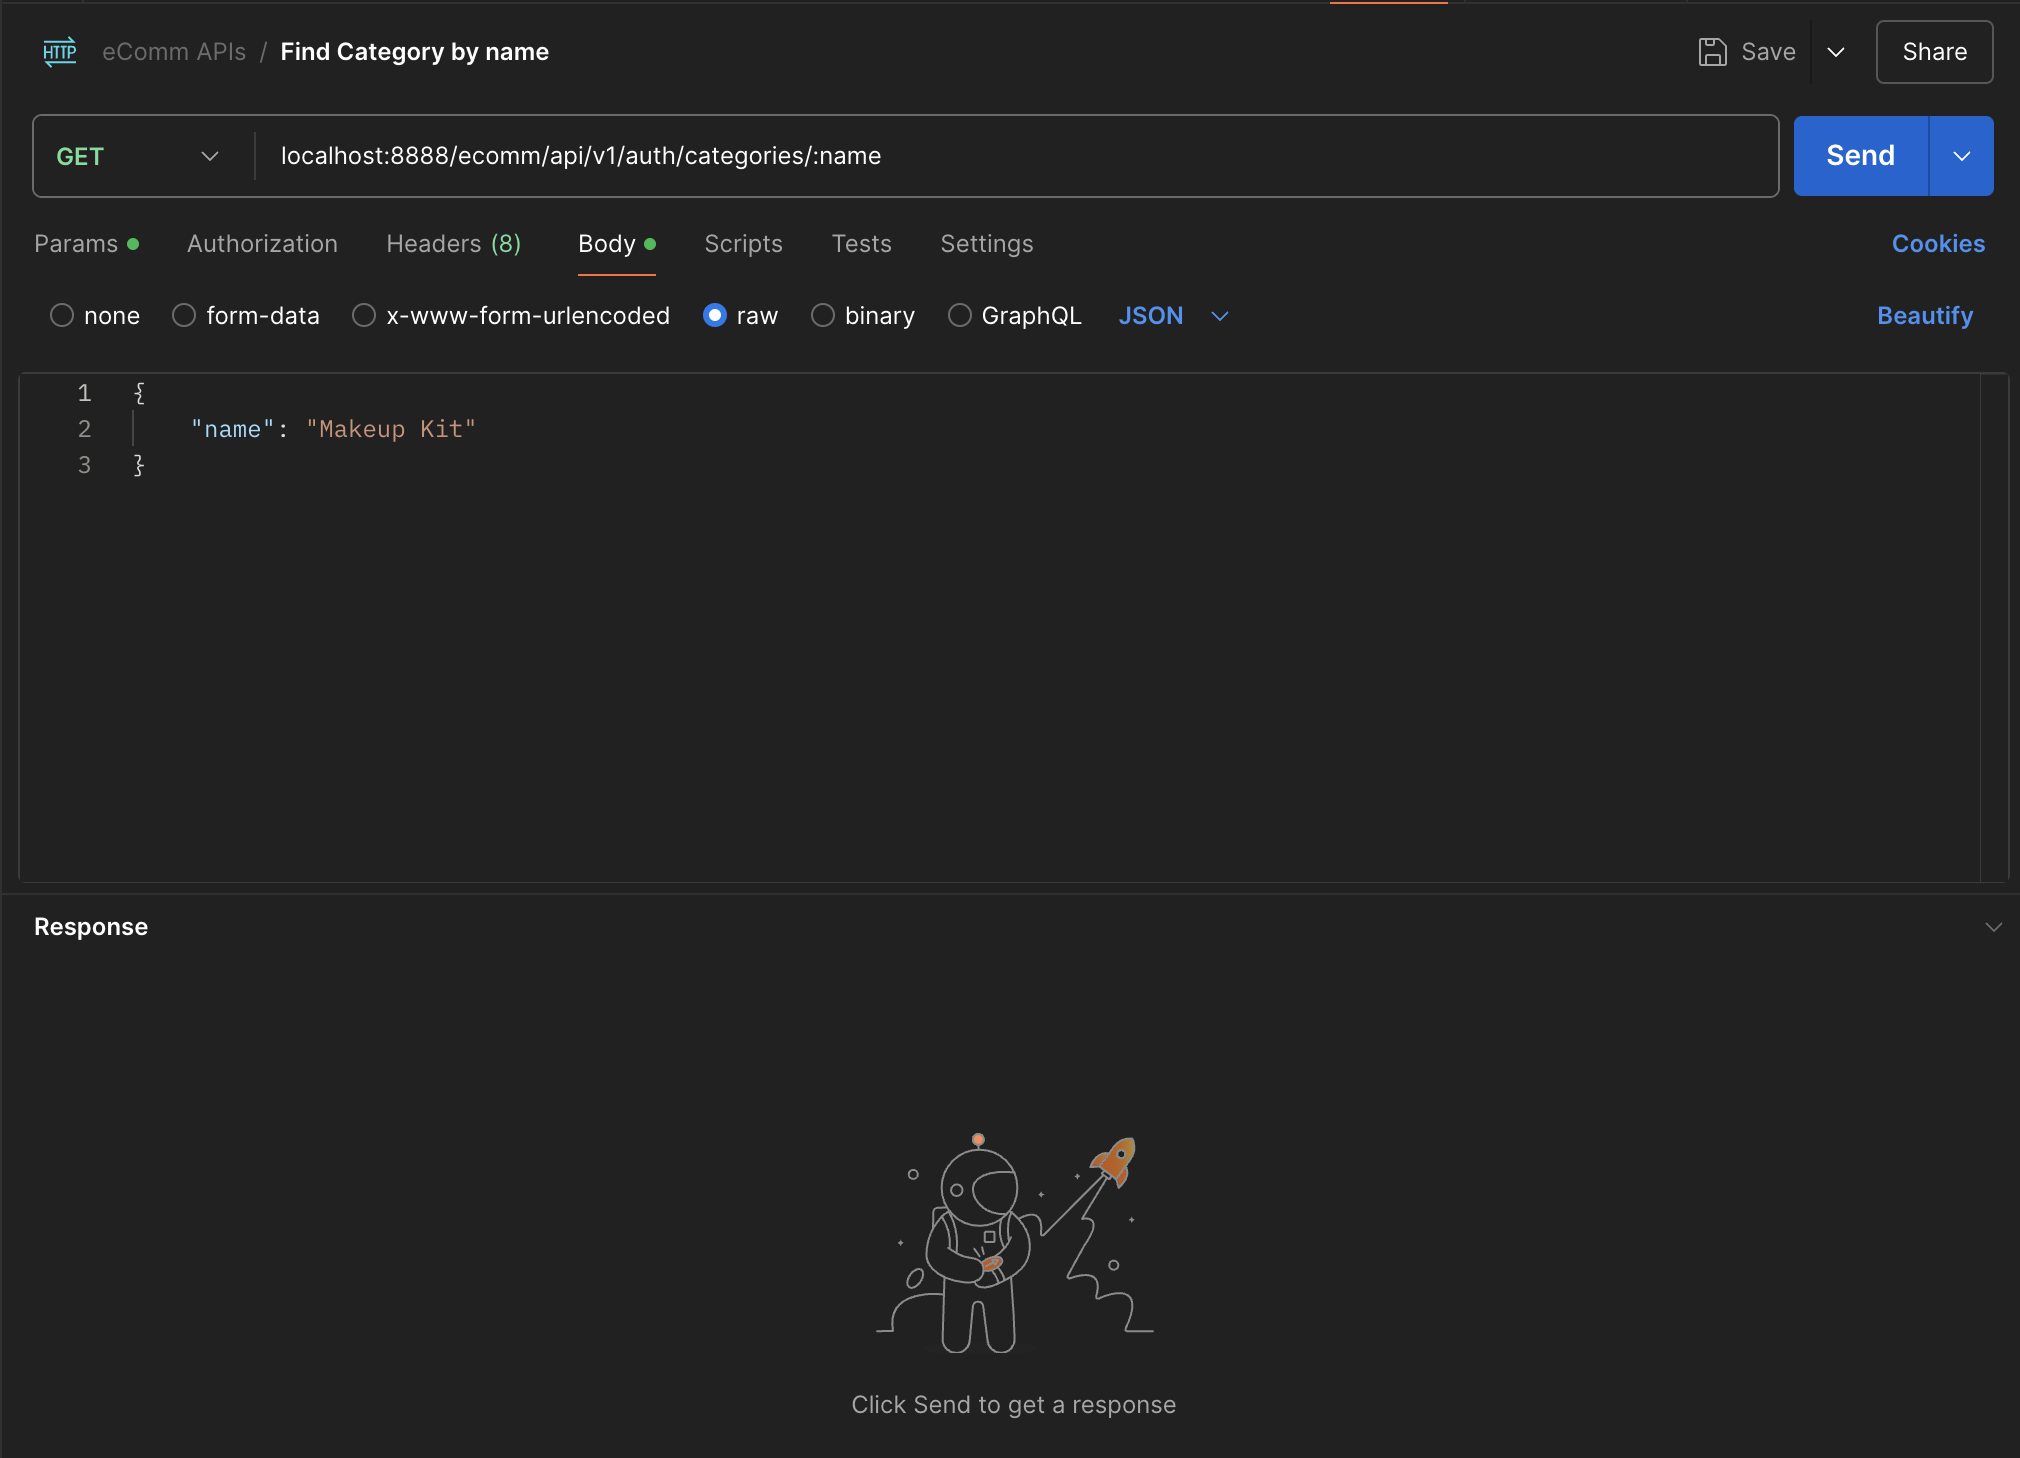 HTTP eComm APIs / Find Category by name Save Share
GET localhost:8888/ecomm/api/v1/auth/categories/:name Send
Params Authorization Headers (8) Body Scripts Tests Settings Cookies
none form-data x-www-form-urlencoded raw binary GraphQL JSON Beautify
1 {
2 "name": "Makeup Kit"
3 }
Response
Click Send to get a response